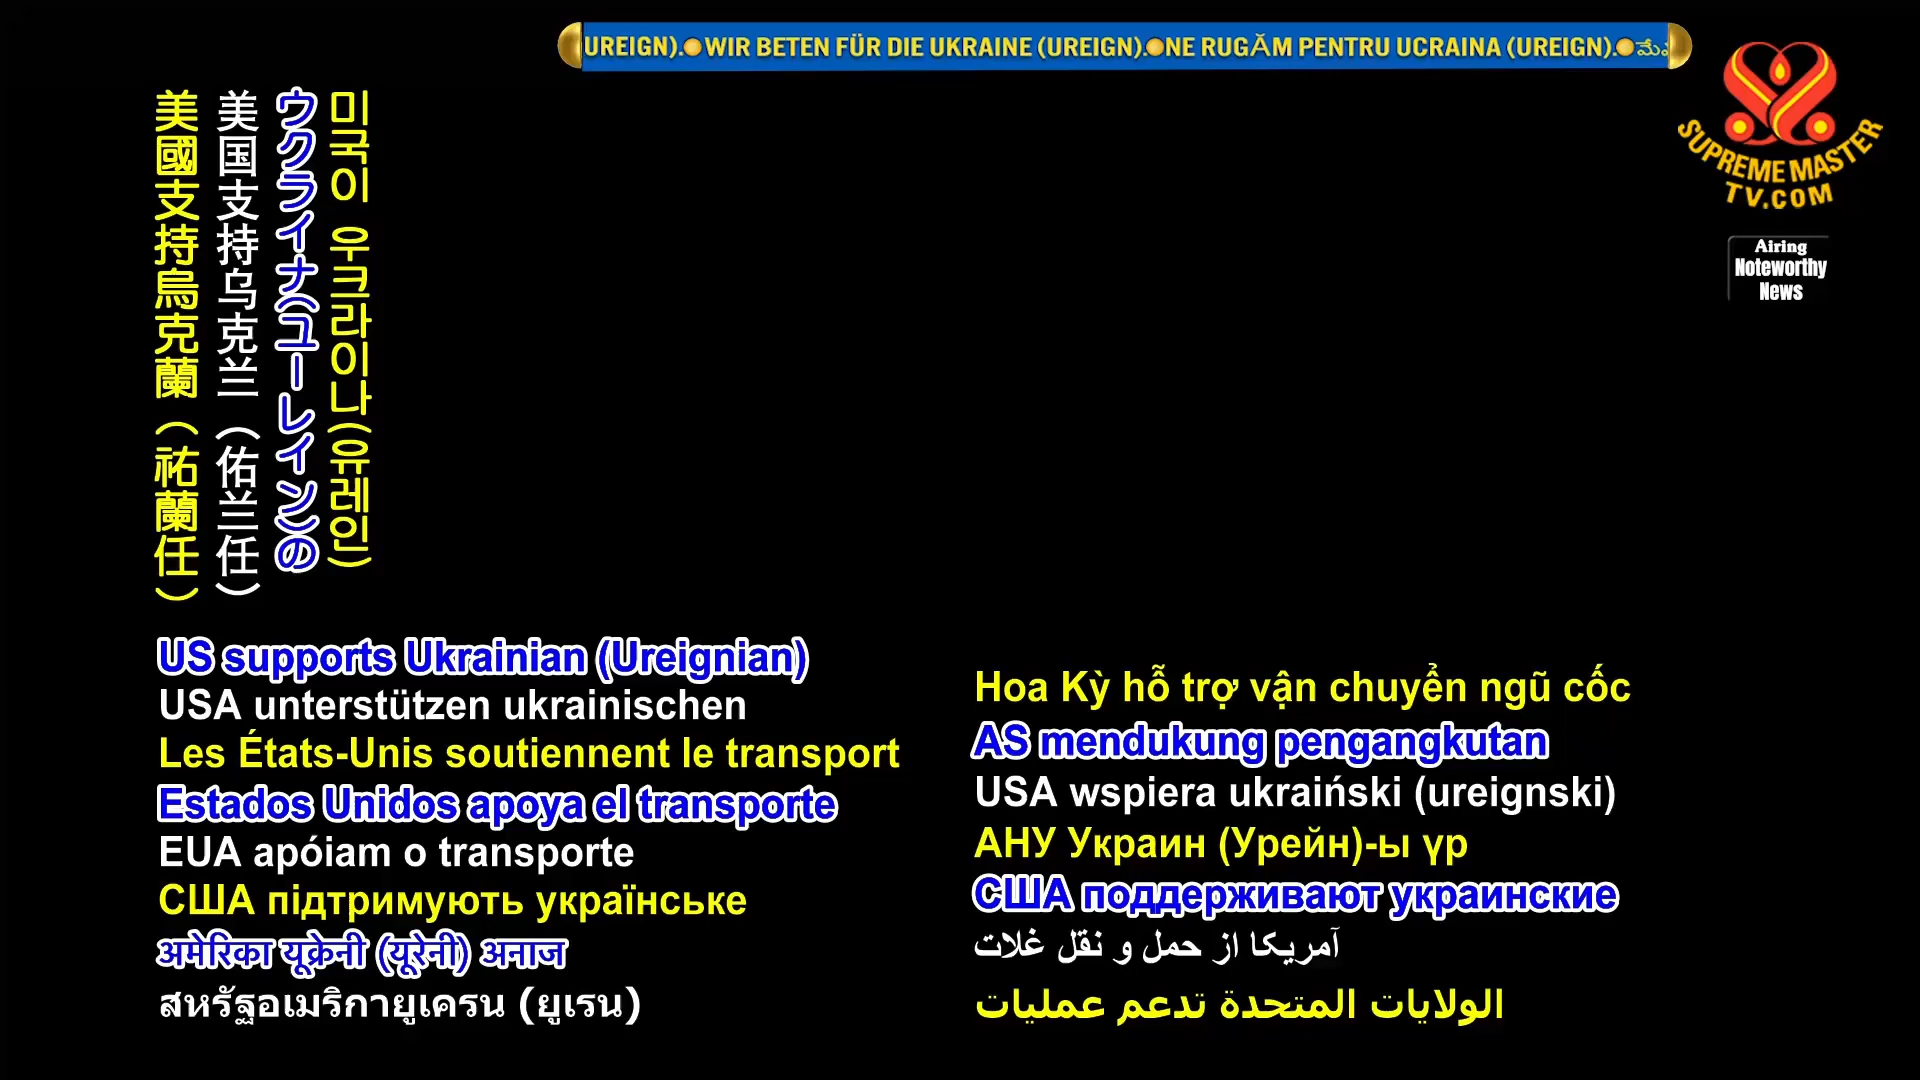 UREIGN).●WIR BETEN FÜR DIE UKRAINE (UREIGN).●NE RUGĂM PENTRU UCRAINA (UREIGN).●
SUPREME MASTER
TV.COM
Airing
Noteworthy
News
미국이 우크라이나(유레인)
ウクライナ(ユーレイン)の
美国支持乌克兰（佑兰任）
美國支持烏克蘭（祐蘭任）
US supports Ukrainian (Ureignian)
USA unterstützen ukrainischen
Les États-Unis soutiennent le transport
Estados Unidos apoya el transporte
EUA apóiam o transporte
США підтримують українське
अमेरिका यूक्रेनी (यूरेनी) अनाज
สหรัฐอเมริกายูเครน (ยูเรน)
Hoa Kỳ hỗ trợ vận chuyển ngũ cốc
AS mendukung pengangkutan
USA wspiera ukraiński (ureignski)
АНУ Украин (Урейн)-ы үр
США поддерживают украинские
آمریکا از حمل و نقل غلات
الولايات المتحدة تدعم عمليات